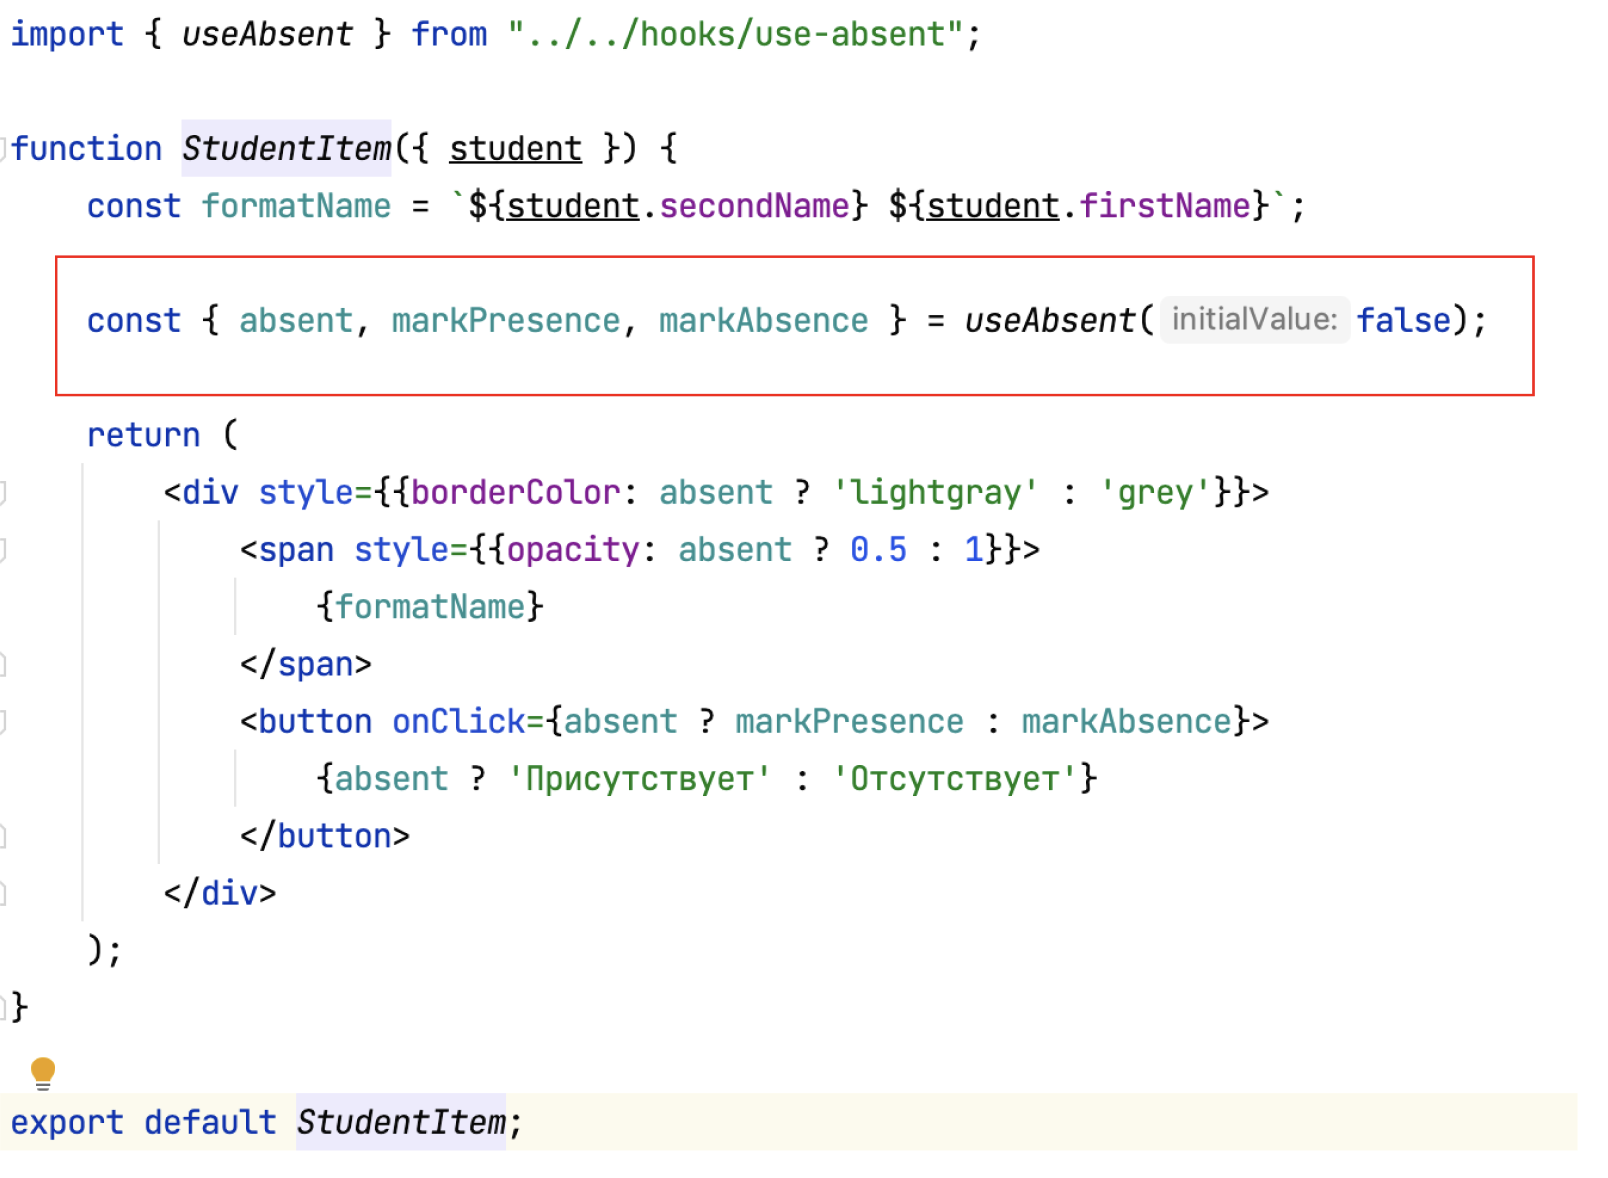 import { useAbsent } from "../../hooks/use-absent";
function StudentItem({ student }) {
const formatName = `${student.secondName} ${student.firstName}`;
const { absent, markPresence, markAbsence } = useAbsent( initialValue: false);
return (
<div style={{borderColor: absent ? 'lightgray' : 'grey'}}>
<span style={{opacity: absent ? 0.5 : 1}}>
{formatName}
</span>
<button onClick={absent ? markPresence : markAbsence}>
{absent ? 'Присутствует' : 'Отсутствует'}
</button>
</div>
);
}
export default StudentItem;